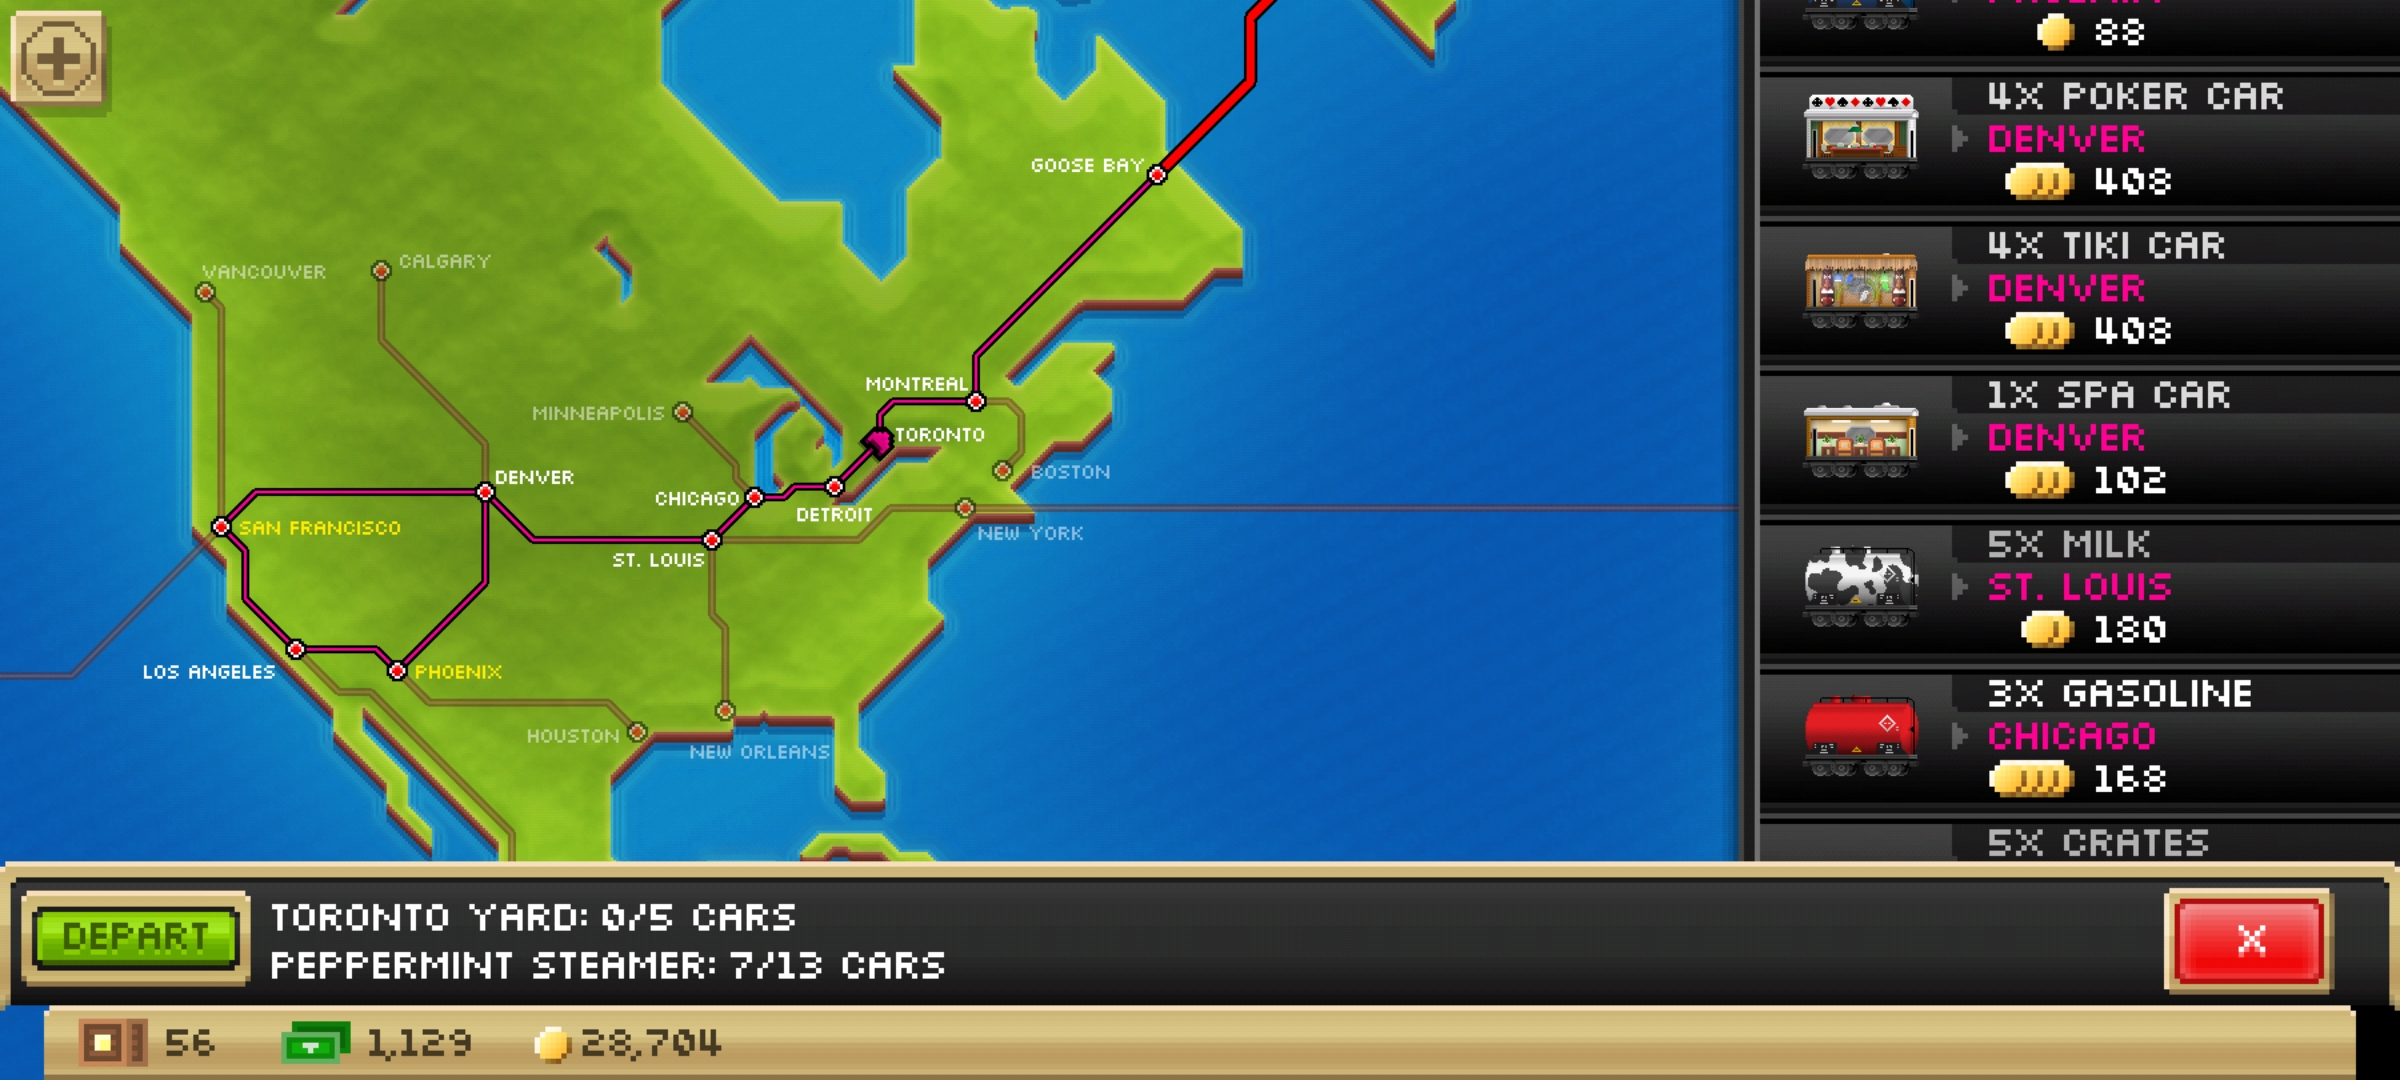 GOOSE BAY
VANCOUVER
CALGARY
MINNEAPOLIS
MONTREAL
TORONTO
BOSTON
DENVER
CHICAGO
DETROIT
NEW YORK
SAN FRANCISCO
ST. LOUIS
LOS ANGELES
PHOENIX
HOUSTON
NEW ORLEANS
88
4X POKER CAR
DENVER
408
4X TIKI CAR
DENVER
408
1X SPA CAR
DENVER
102
5X MILK
ST. LOUIS
180
3X GASOLINE
CHICAGO
168
5X CRATES
DEPART
TORONTO YARD: 0/5 CARS
PEPPERMINT STEAMER: 7/13 CARS
X
56
1,129
28,704